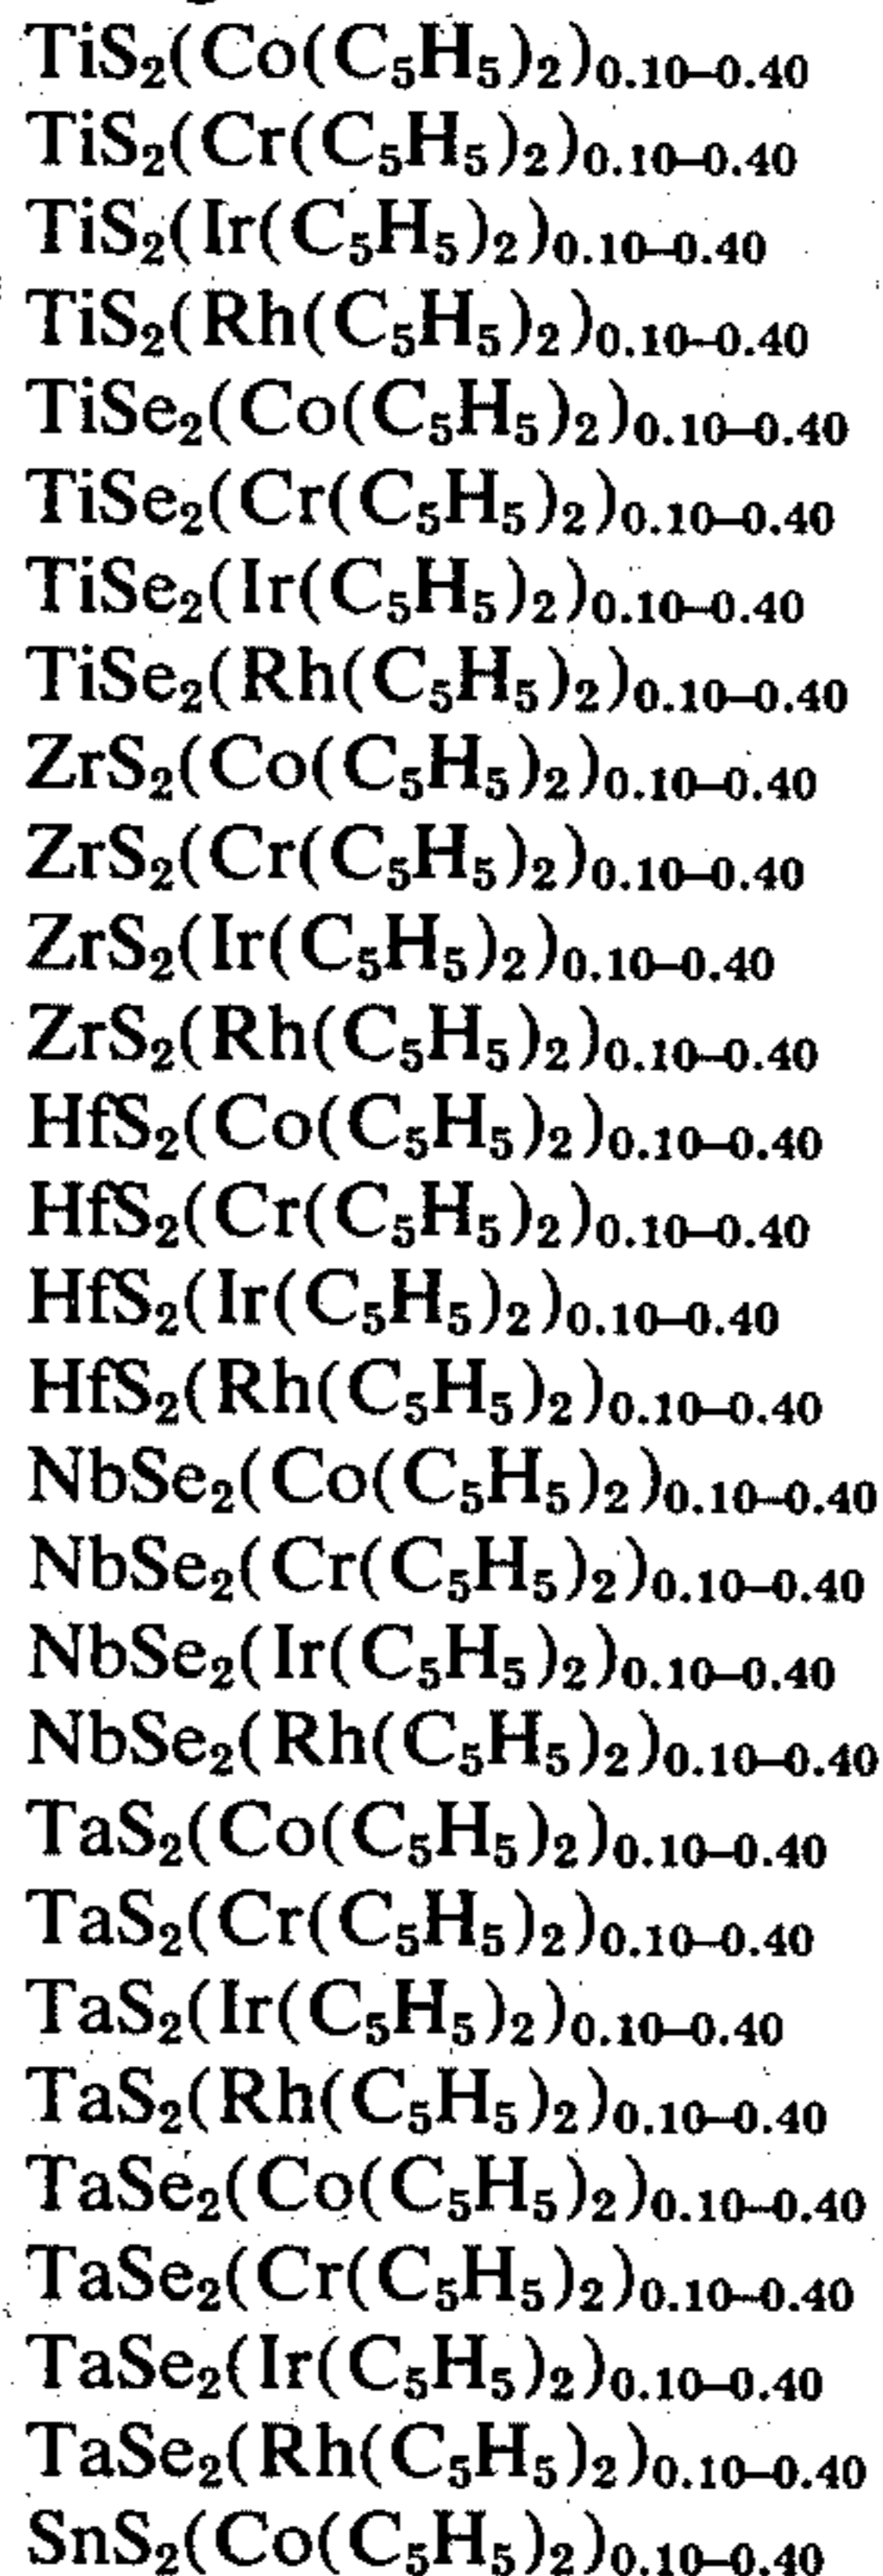 TiS₂(Co(C₅H₅)₂)₀.₁₀₋₀.₄₀
TiS₂(Cr(C₅H₅)₂)₀.₁₀₋₀.₄₀
TiS₂(Ir(C₅H₅)₂)₀.₁₀₋₀.₄₀
TiS₂(Rh(C₅H₅)₂)₀.₁₀₋₀.₄₀
TiSe₂(Co(C₅H₅)₂)₀.₁₀₋₀.₄₀
TiSe₂(Cr(C₅H₅)₂)₀.₁₀₋₀.₄₀
TiSe₂(Ir(C₅H₅)₂)₀.₁₀₋₀.₄₀
TiSe₂(Rh(C₅H₅)₂)₀.₁₀₋₀.₄₀
ZrS₂(Co(C₅H₅)₂)₀.₁₀₋₀.₄₀
ZrS₂(Cr(C₅H₅)₂)₀.₁₀₋₀.₄₀
ZrS₂(Ir(C₅H₅)₂)₀.₁₀₋₀.₄₀
ZrS₂(Rh(C₅H₅)₂)₀.₁₀₋₀.₄₀
HfS₂(Co(C₅H₅)₂)₀.₁₀₋₀.₄₀
HfS₂(Cr(C₅H₅)₂)₀.₁₀₋₀.₄₀
HfS₂(Ir(C₅H₅)₂)₀.₁₀₋₀.₄₀
HfS₂(Rh(C₅H₅)₂)₀.₁₀₋₀.₄₀
NbSe₂(Co(C₅H₅)₂)₀.₁₀₋₀.₄₀
NbSe₂(Cr(C₅H₅)₂)₀.₁₀₋₀.₄₀
NbSe₂(Ir(C₅H₅)₂)₀.₁₀₋₀.₄₀
NbSe₂(Rh(C₅H₅)₂)₀.₁₀₋₀.₄₀
TaS₂(Co(C₅H₅)₂)₀.₁₀₋₀.₄₀
TaS₂(Cr(C₅H₅)₂)₀.₁₀₋₀.₄₀
TaS₂(Ir(C₅H₅)₂)₀.₁₀₋₀.₄₀
TaS₂(Rh(C₅H₅)₂)₀.₁₀₋₀.₄₀
TaSe₂(Co(C₅H₅)₂)₀.₁₀₋₀.₄₀
TaSe₂(Cr(C₅H₅)₂)₀.₁₀₋₀.₄₀
TaSe₂(Ir(C₅H₅)₂)₀.₁₀₋₀.₄₀
TaSe₂(Rh(C₅H₅)₂)₀.₁₀₋₀.₄₀
SnS₂(Co(C₅H₅)₂)₀.₁₀₋₀.₄₀